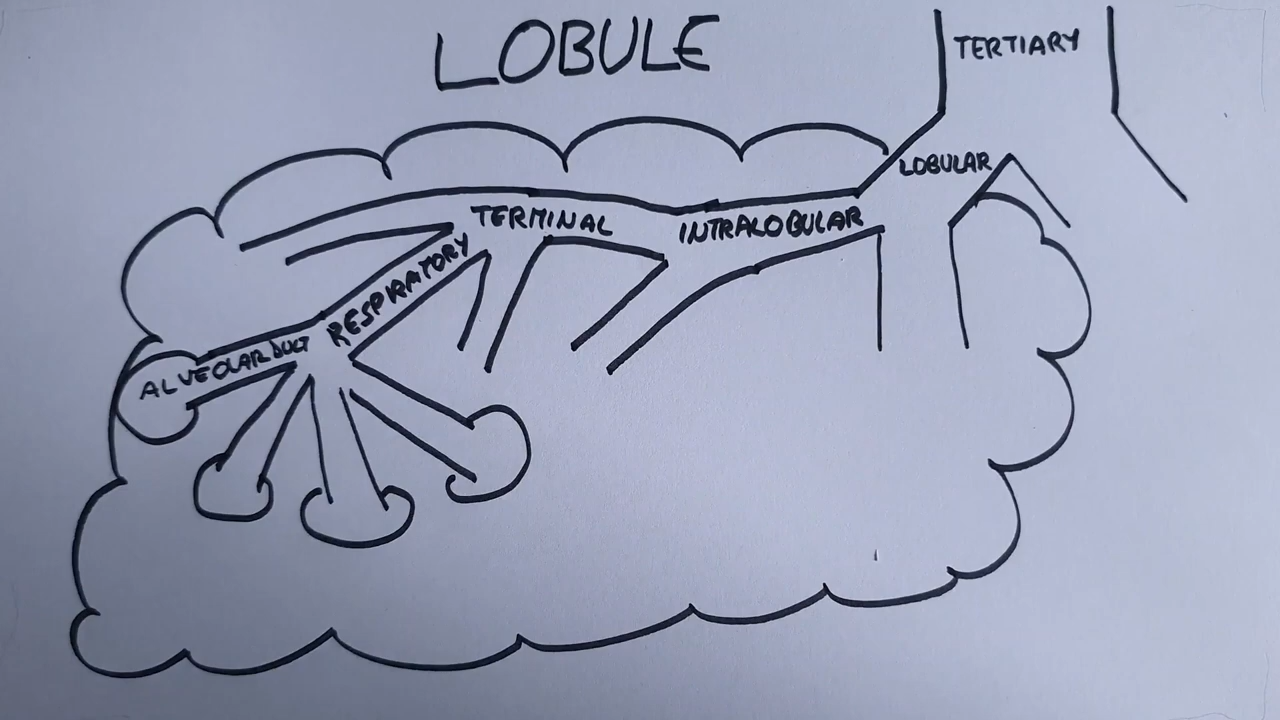 LOBULE
TERTIARY
LOBULAR
INTRALOBULAR
TERMINAL
RESPIRATORY
ALVEOLAR DUCT